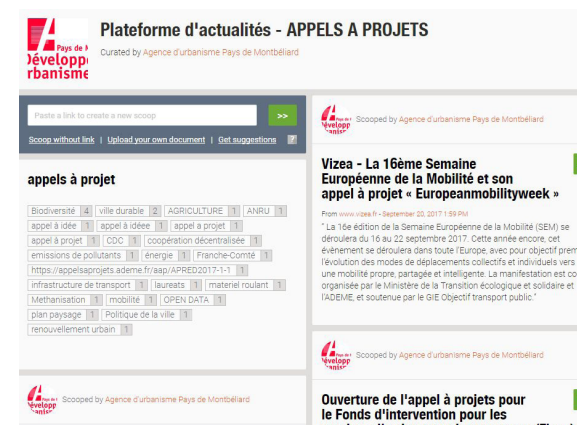 Plateforme d'actualités - APPELS A PROJETS
Curated by Agence d'urbanisme Pays de Montbéliard
Pays de M
Développ
rbanisme
Paste a link to create a new scoop >>
Scoop without link | Upload your own document | Get suggestions ?
appels à projet
Biodiversité 4 ville durable 2 AGRICULTURE 1 ANRU 1
appel à idée 1 appel à idéee 1 appel a projet 1
appel à projet 1 CDC 1 coopération décentralisée 1
emissions de pollutants 1 énergie 1 Franche-Comté 1
https://appelsaprojets.ademe.fr/aap/APRED2017-1-1 1
infrastructure de transport 1 laureats 1 materiel roulant 1
Methanisation 1 mobilité 1 OPEN DATA 1
plan paysage 1 Politique de la ville 1
renouvellement urbain 1
Scooped by Agence d'urbanisme Pays de Montbéliard
Scooped by Agence d'urbanisme Pays de Montbéliard
Vizea - La 16ème Semaine
Européenne de la Mobilité et son
appel à projet « Europeanmobilityweek »
From www.vizea.fr - September 20, 2017 1:59 PM
" La 16e édition de la Semaine Européenne de la Mobilité (SEM) se
déroulera du 16 au 22 septembre 2017. Cette année encore, cet
évènement se déroulera dans toute l'Europe, avec pour objectif prem
l'évolution des modes de déplacements collectifs et individuels vers
une mobilité propre, partagée et intelligente. La manifestation est co
organisée par le Ministère de la Transition écologique et solidaire et
l'ADEME, et soutenue par le GIE Objectif transport public."
Scooped by Agence d'urbanisme Pays de Montbéliard
Ouverture de l'appel à projets pour
le Fonds d'intervention pour les